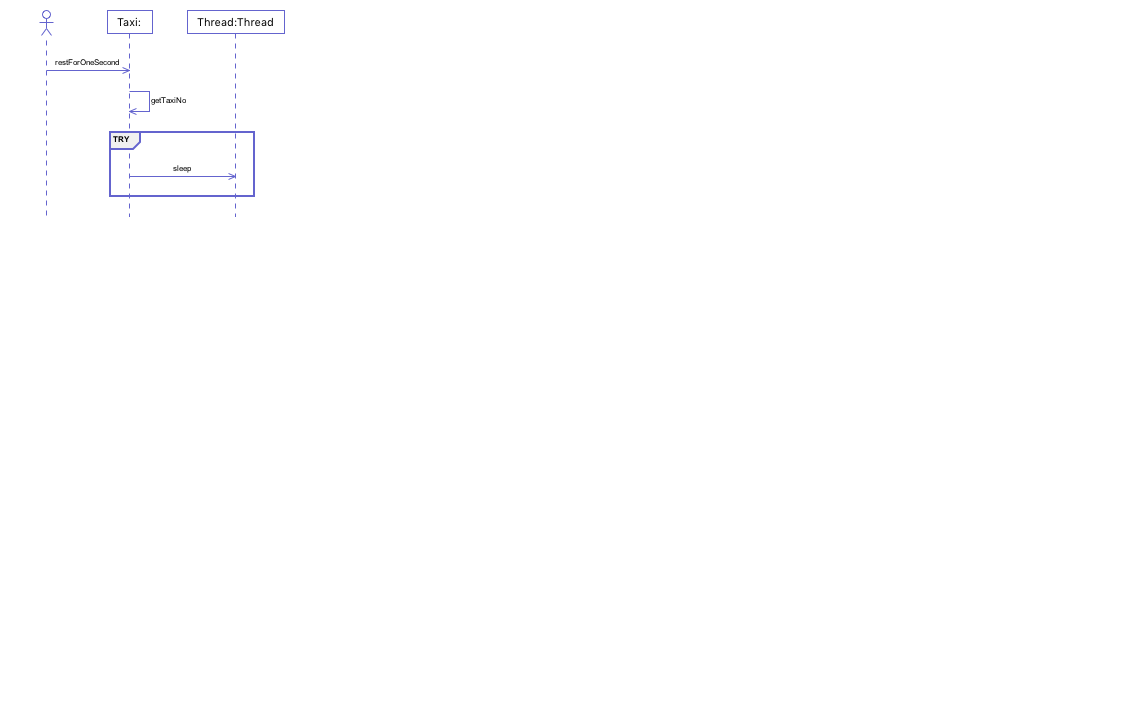 Taxi:
Thread:Thread
restForOneSecond
getTaxiNo
TRY
sleep